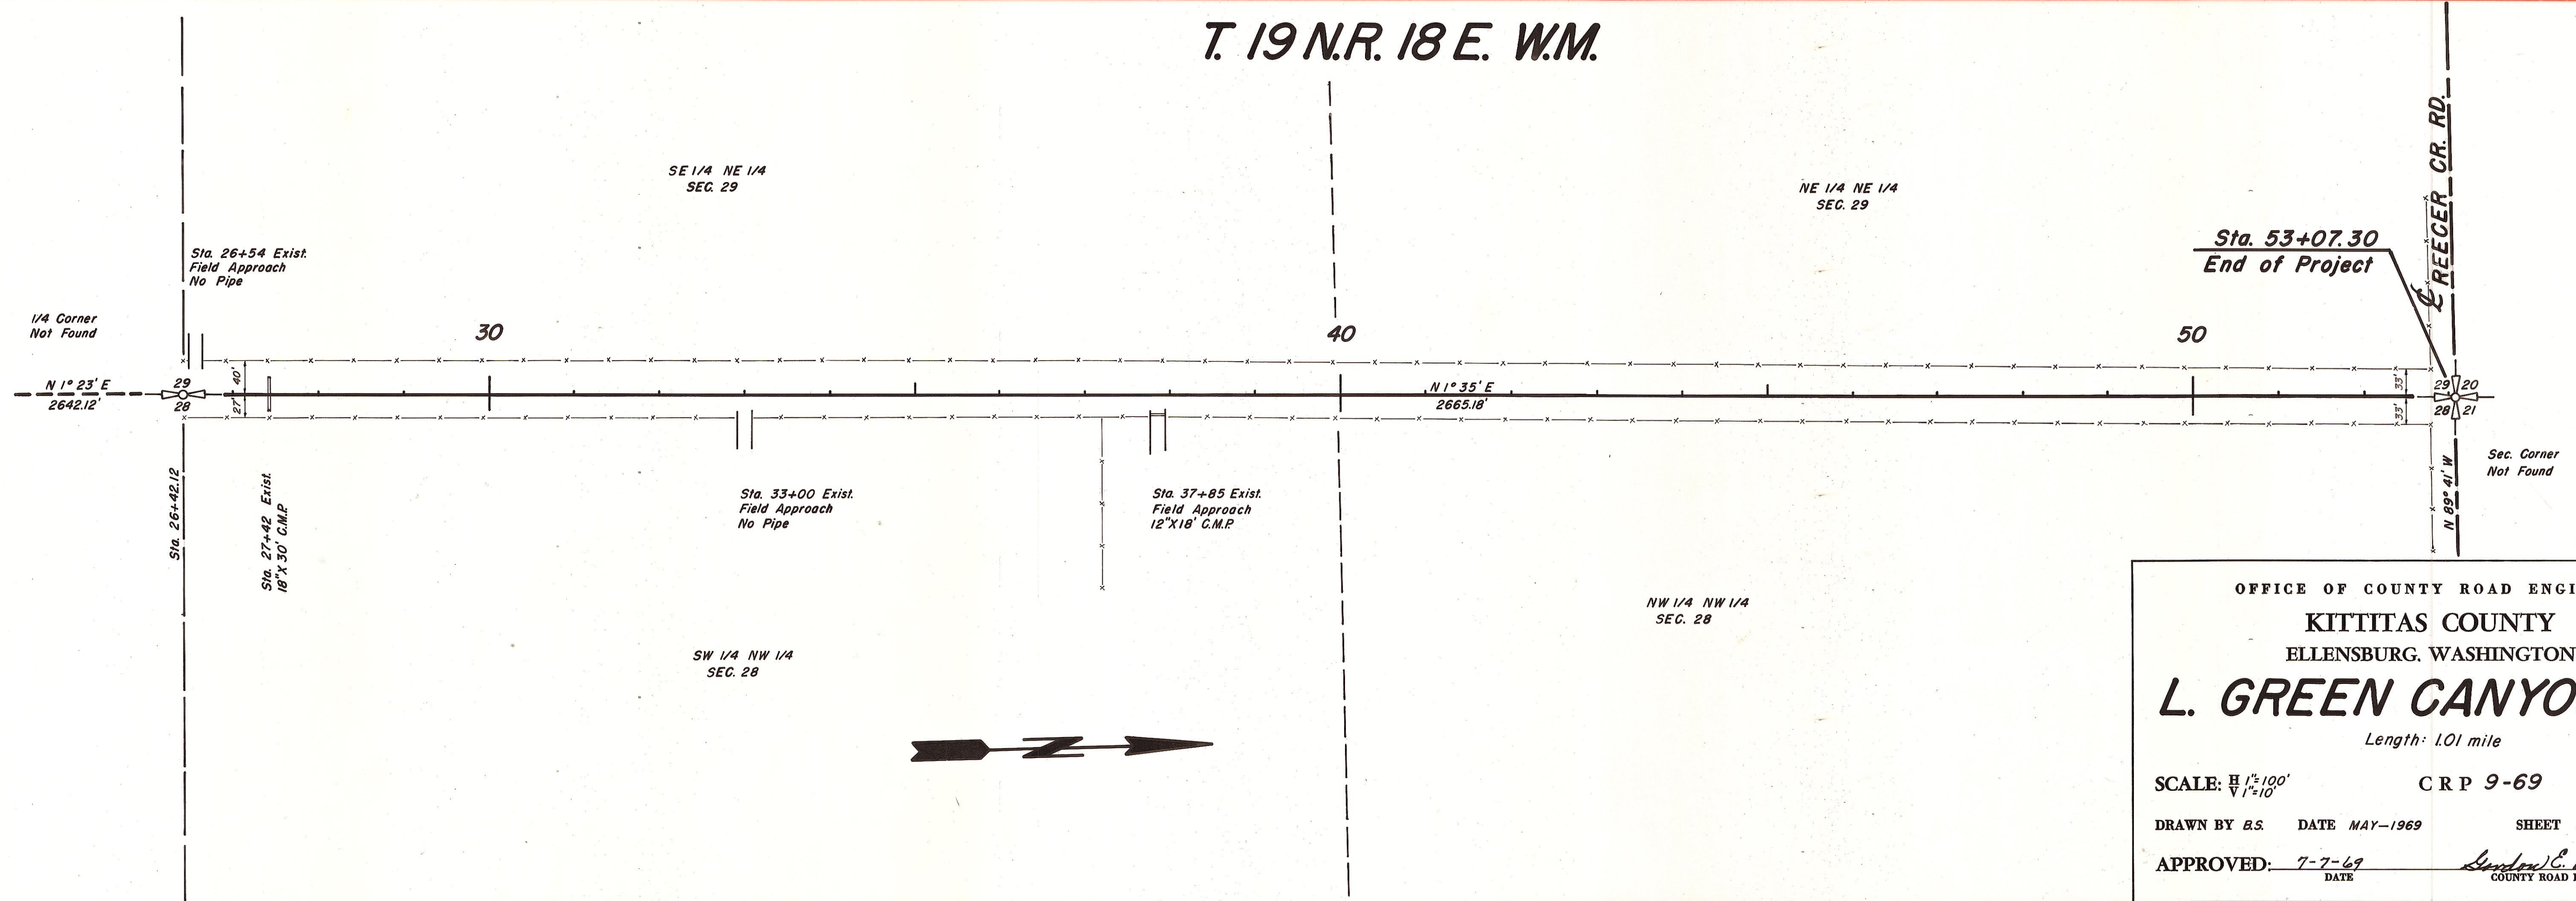 T. 19 N. R. 18 E. W.M.
SE 1/4 NE 1/4
SEC. 29
NE 1/4 NE 1/4
SEC. 29
Sta. 26+54 Exist.
Field Approach
No Pipe
Sta. 53+07.30
End of Project
℄ REECER CR. RD.
1/4 Corner
Not Found
30
40
50
N 1° 23' E
2642.12'
29
28
40'
27'
N 1° 35' E
2665.18'
33'
33'
29 20
28 21
Sta. 26+42.12
Sta. 27+42 Exist.
18"X 30' C.M.P.
Sta. 33+00 Exist.
Field Approach
No Pipe
Sta. 37+85 Exist.
Field Approach
12"X18' C.M.P.
N 89° 41' W
Sec. Corner
Not Found
SW 1/4 NW 1/4
SEC. 28
NW 1/4 NW 1/4
SEC. 28
N
OFFICE OF COUNTY ROAD ENGI
KITTITAS COUNTY
ELLENSBURG, WASHINGTON
L. GREEN CANYO
Length: 1.01 mile
SCALE: H 1"=100'
V 1"=10'
C R P 9-69
DRAWN BY B.S. DATE MAY-1969 SHEET
APPROVED: 7-7-69 Gordon E.
DATE COUNTY ROAD